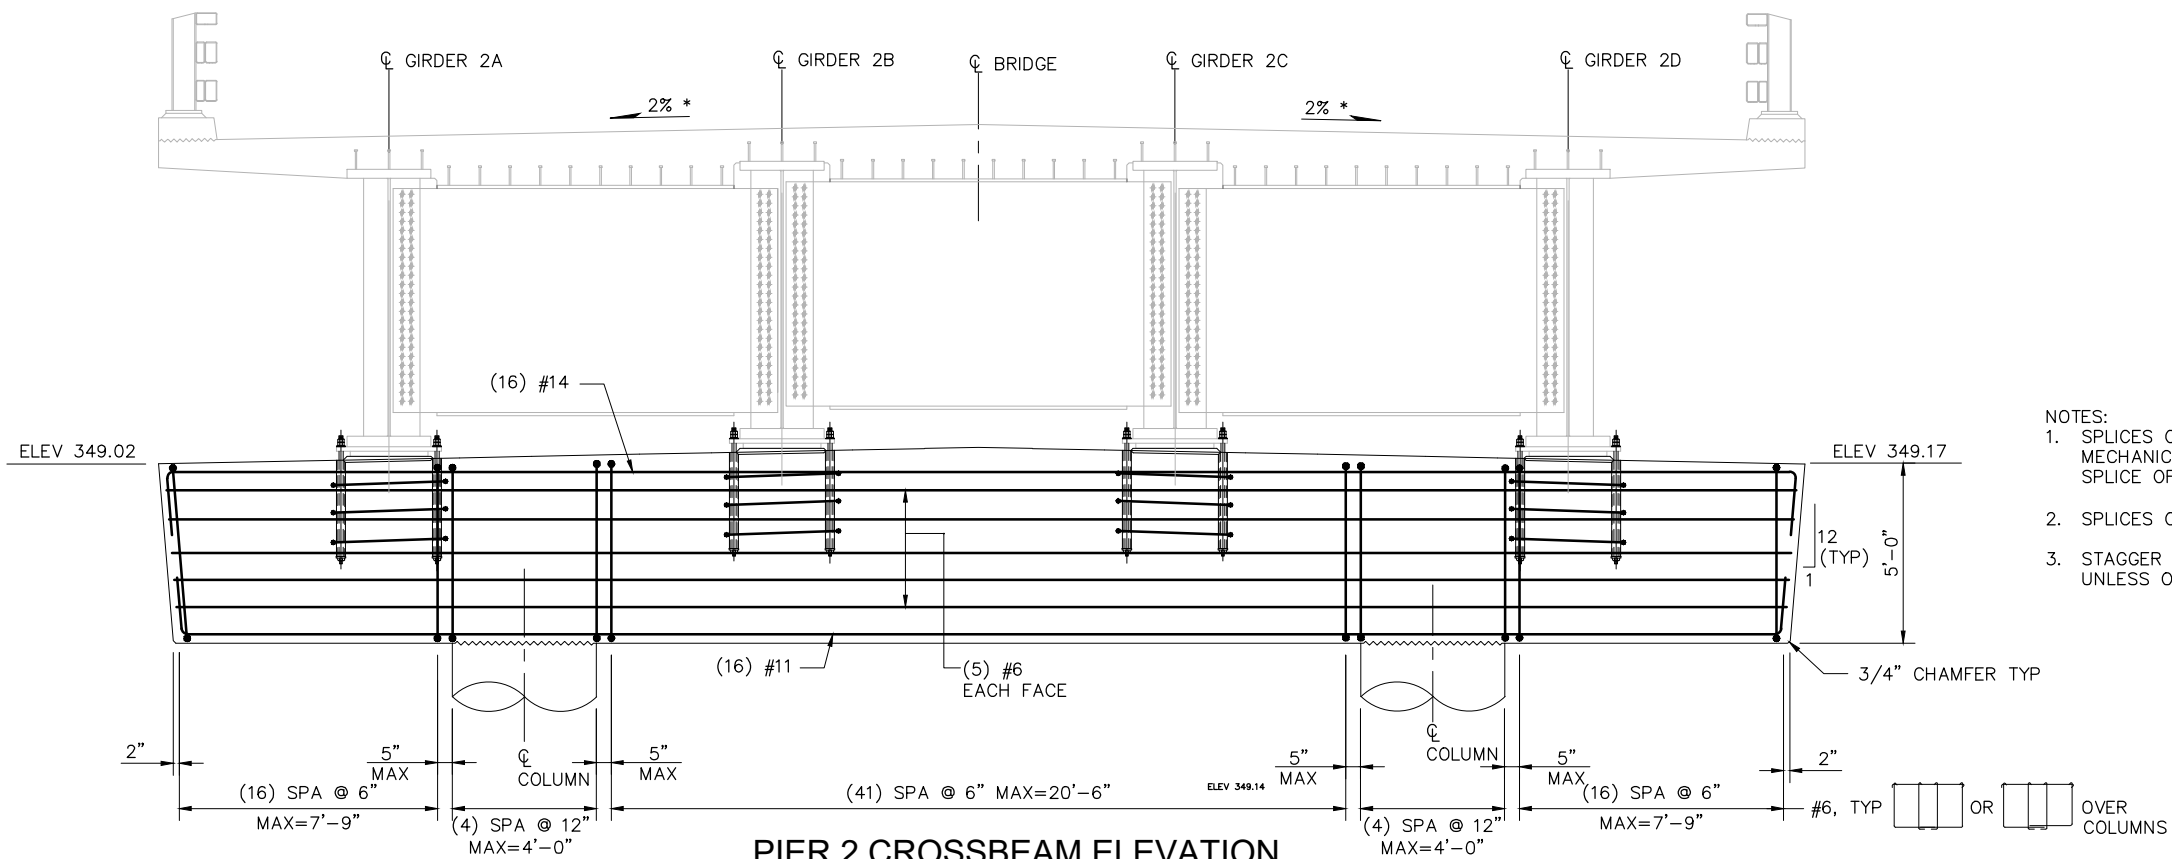 ℄ GIRDER 2A
℄ GIRDER 2B
℄ BRIDGE
℄ GIRDER 2C
℄ GIRDER 2D
2% *
2% *
(16) #14
ELEV 349.02
ELEV 349.17
NOTES:
1. SPLICES O
MECHANIC
SPLICE OF
2. SPLICES O
3. STAGGER
UNLESS O
12
(TYP)
1
5'-0"
(16) #11
(5) #6
EACH FACE
3/4" CHAMFER TYP
2"
5"
MAX
℄
COLUMN
5"
MAX
5"
MAX
℄
COLUMN
5"
MAX
2"
(16) SPA @ 6"
MAX=7'-9"
(4) SPA @ 12"
MAX=4'-0"
(41) SPA @ 6" MAX=20'-6"
ELEV 349.14
(4) SPA @ 12"
MAX=4'-0"
(16) SPA @ 6"
MAX=7'-9"
#6, TYP
OR
OVER
COLUMNS
PIER 2 CROSSBEAM ELEVATION